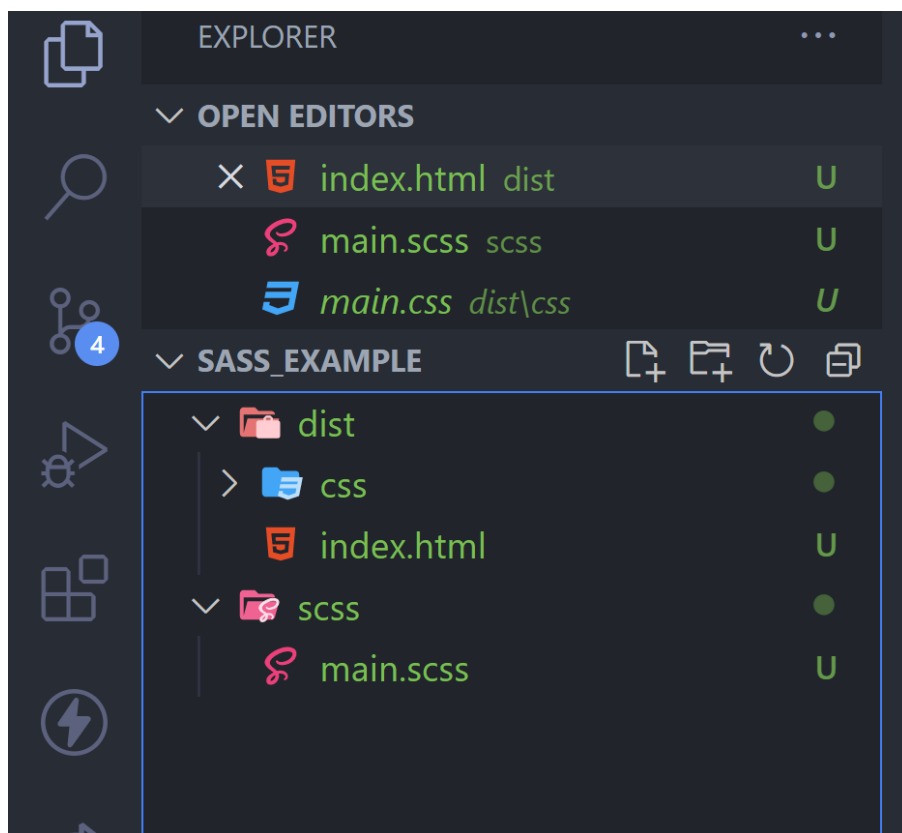 EXPLORER ...
OPEN EDITORS
index.html dist U
main.scss scss U
main.css dist\css U
4
SASS_EXAMPLE
dist
css
index.html U
scss
main.scss U